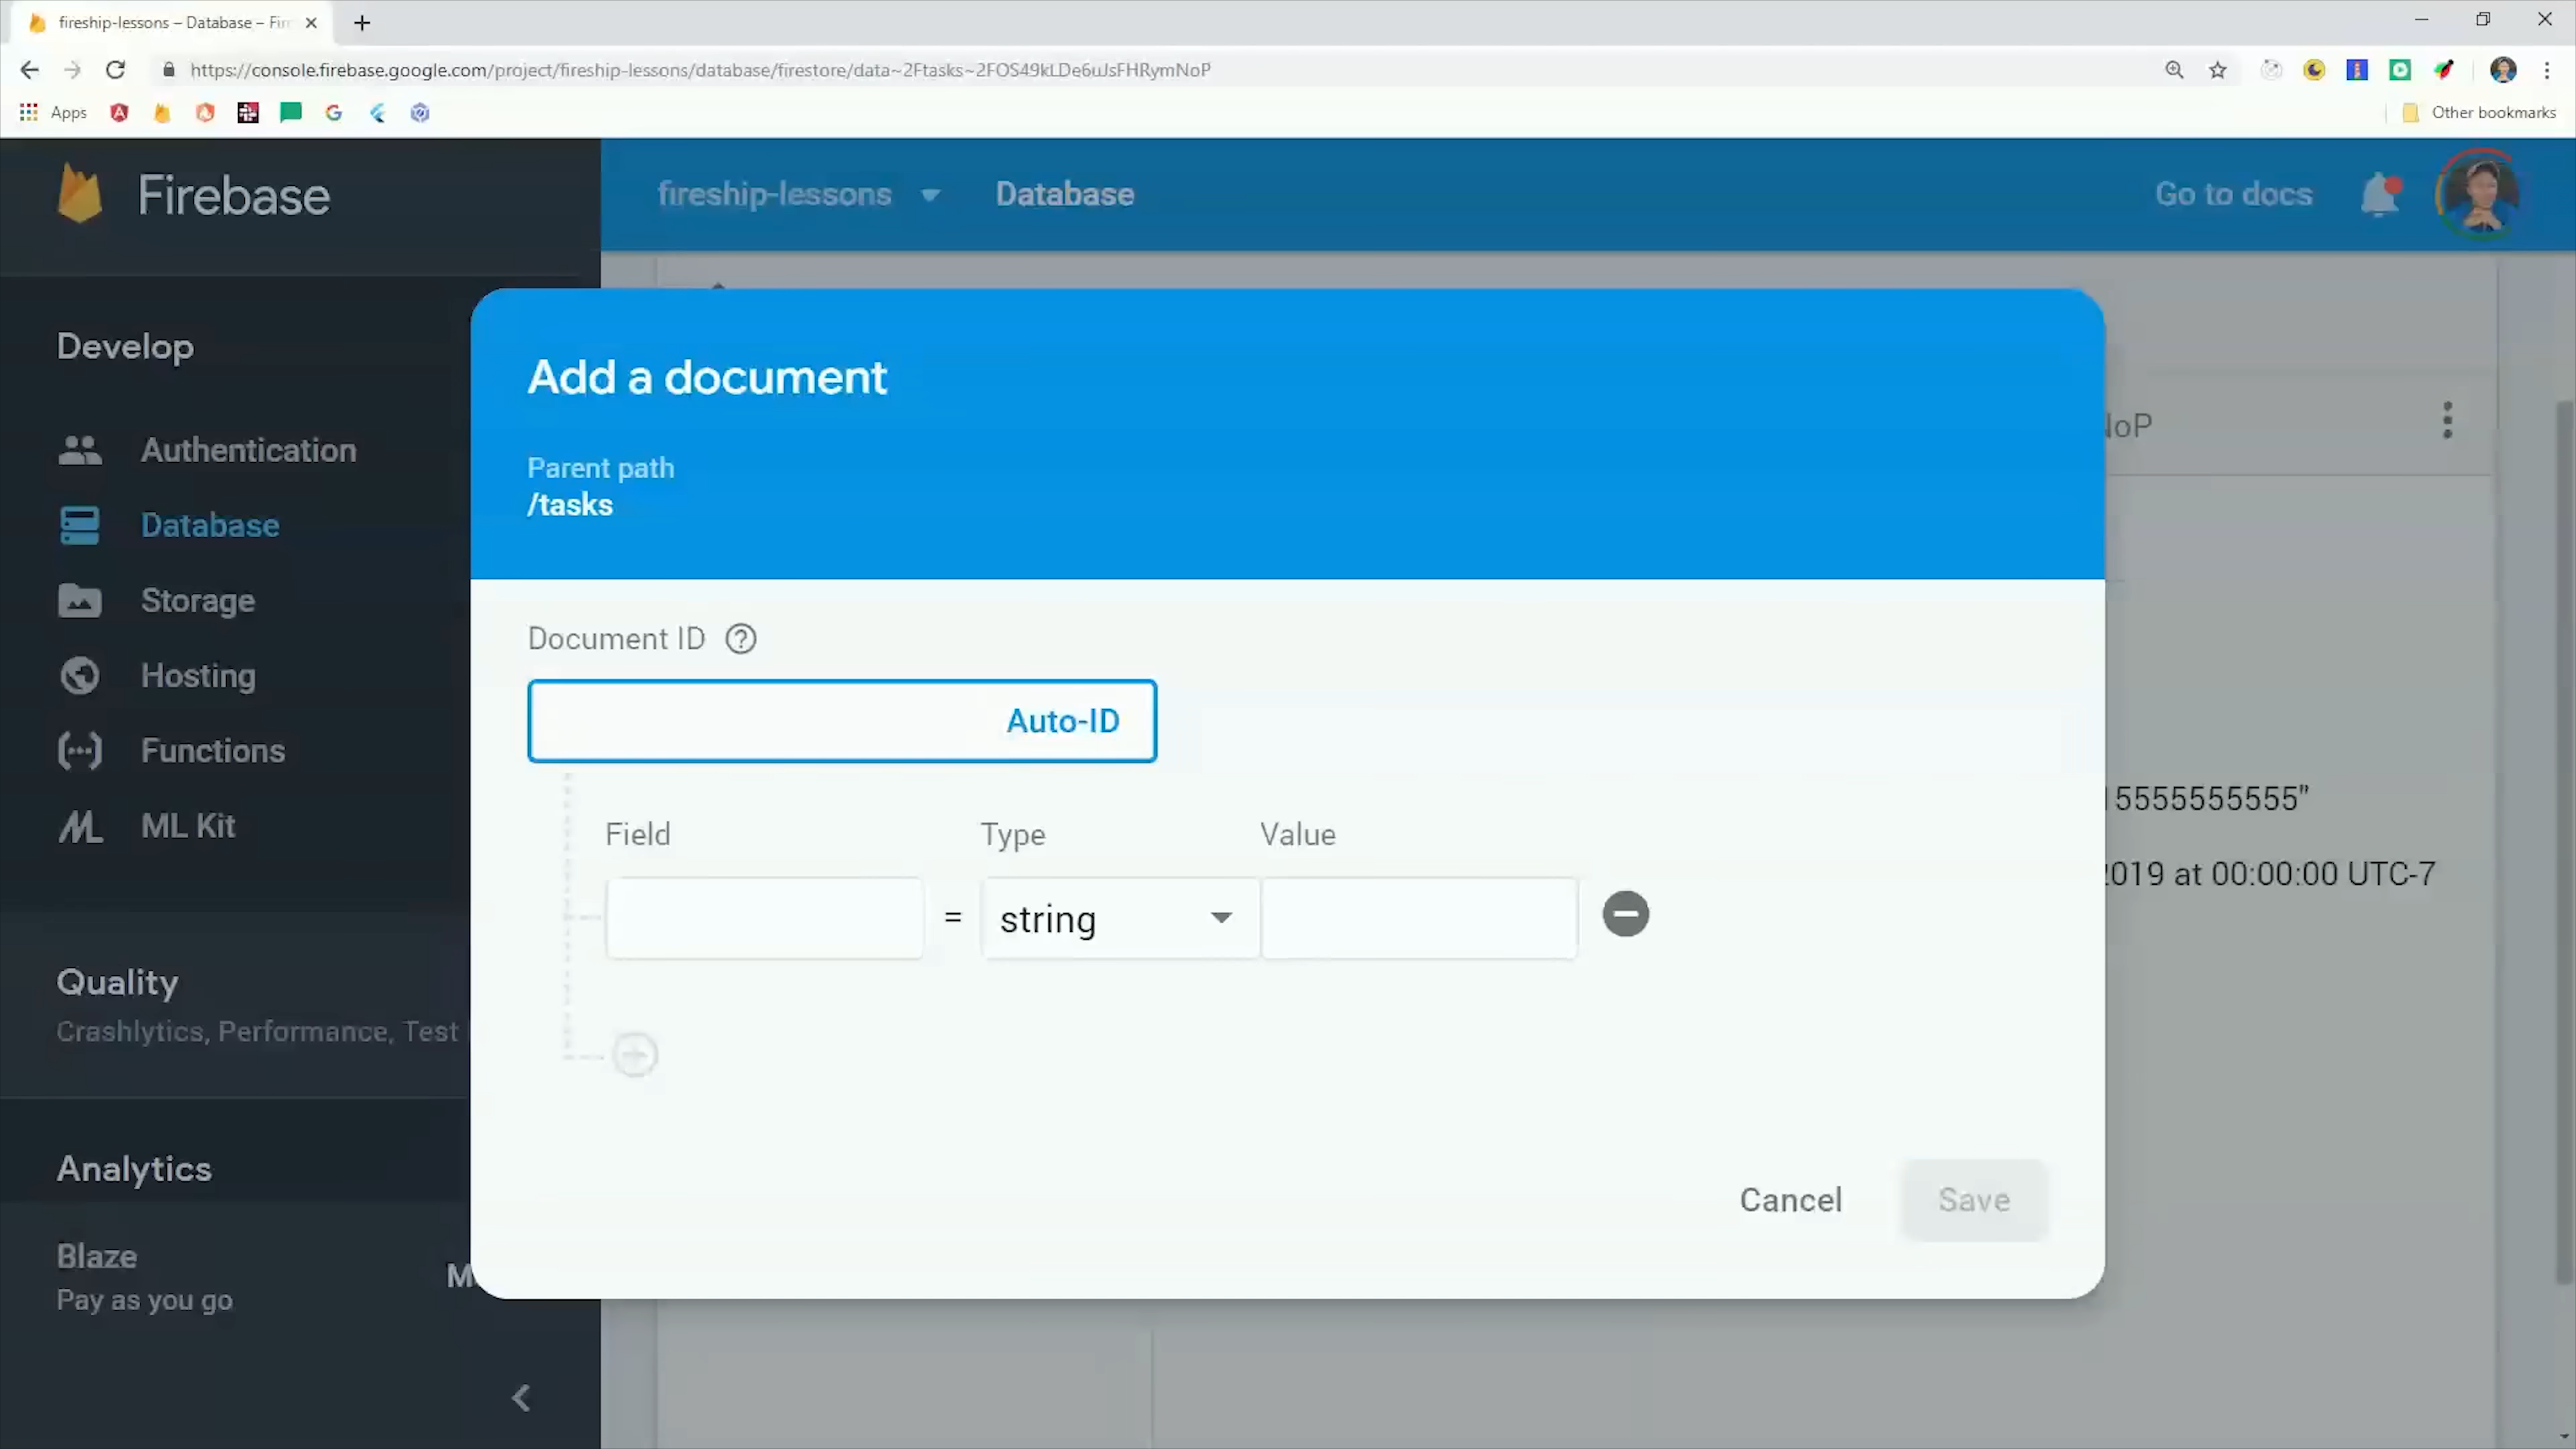 fireship-lessons – Database – Fir
https://console.firebase.google.com/project/fireship-lessons/database/firestore/data~2Ftasks~2FOS49kLDe6uJsFHRymNoP
Apps
Other bookmarks
Firebase
fireship-lessons
Database
Go to docs
Develop
Authentication
Database
Storage
Hosting
Functions
ML Kit
Quality
Crashlytics, Performance, Test
Analytics
Blaze
Pay as you go
M
Add a document
Parent path
/tasks
Document ID
Auto-ID
Field
Type
Value
=
string
Cancel
Save
NoP
15555555555"
2019 at 00:00:00 UTC-7